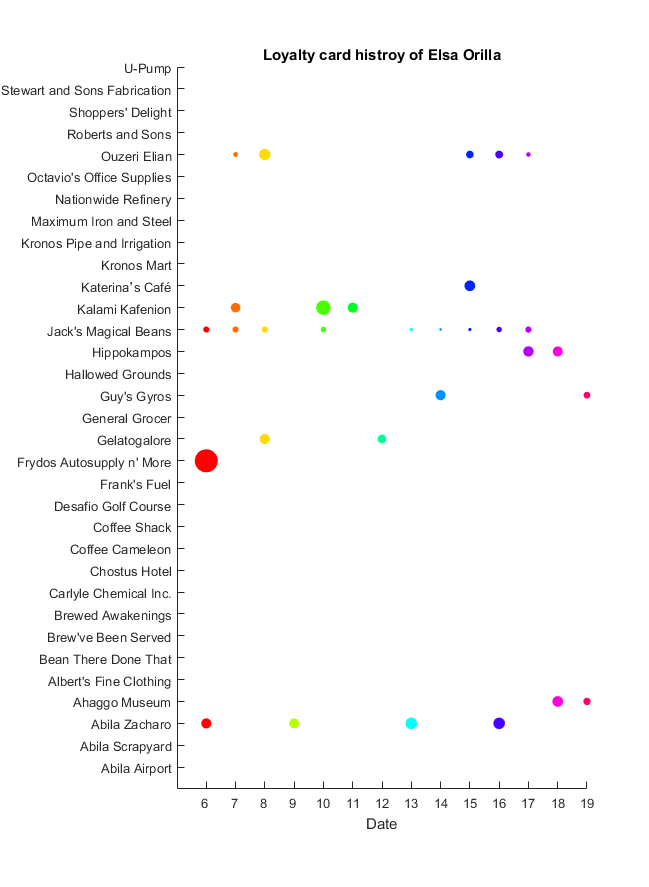 Loyalty card histroy of Elsa Orilla
U-Pump
Stewart and Sons Fabrication
Shoppers' Delight
Roberts and Sons
Ouzeri Elian
Octavio's Office Supplies
Nationwide Refinery
Maximum Iron and Steel
Kronos Pipe and Irrigation
Kronos Mart
Katerina’s Café
Kalami Kafenion
Jack's Magical Beans
Hippokampos
Hallowed Grounds
Guy's Gyros
General Grocer
Gelatogalore
Frydos Autosupply n' More
Frank's Fuel
Desafio Golf Course
Coffee Shack
Coffee Cameleon
Chostus Hotel
Carlyle Chemical Inc.
Brewed Awakenings
Brew've Been Served
Bean There Done That
Albert's Fine Clothing
Ahaggo Museum
Abila Zacharo
Abila Scrapyard
Abila Airport
6 7 8 9 10 11 12 13 14 15 16 17 18 19
Date